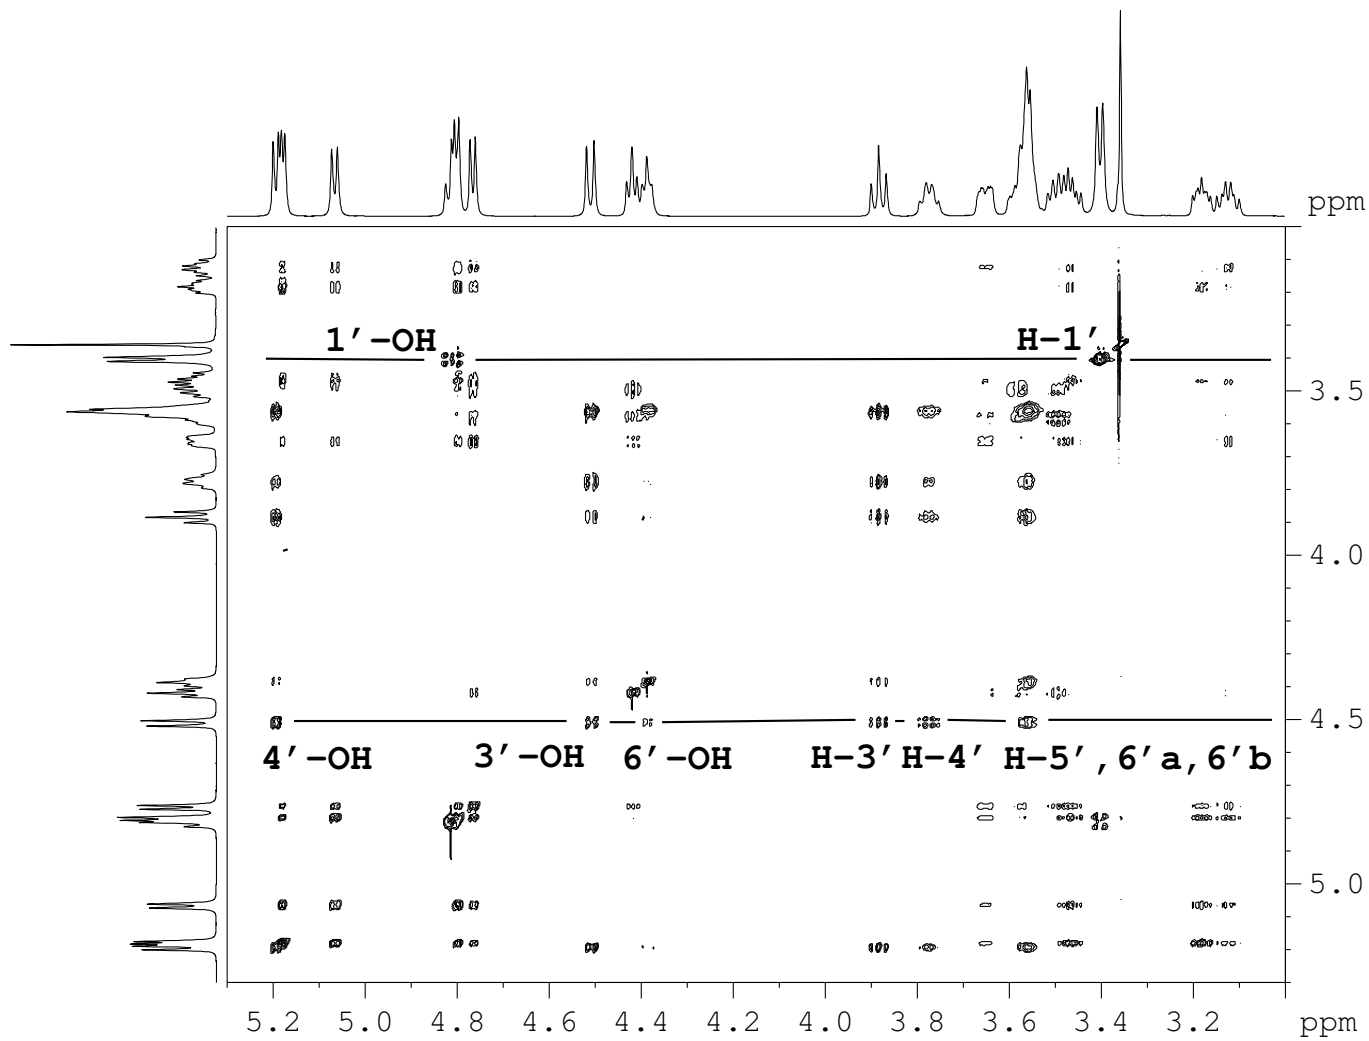 ppm
1′-OH H-1′
3.5
4.0
4.5
4′-OH 3′-OH 6′-OH H-3′ H-4′ H-5′,6′a,6′b
5.0
5.2 5.0 4.8 4.6 4.4 4.2 4.0 3.8 3.6 3.4 3.2 ppm